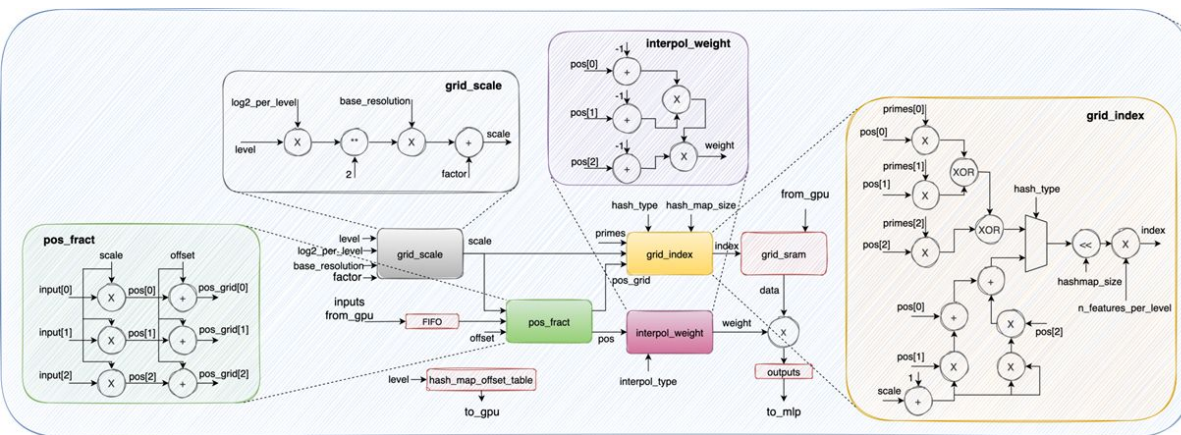 grid_scale
log2_per_level
base_resolution
level
X
**
X
+
scale
2
factor
interpol_weight
-1
pos[0]
+
-1
X
pos[1]
+
-1
X
weight
pos[2]
+
grid_index
primes[0]
pos[0]
X
primes[1]
XOR
pos[1]
X
hash_type
primes[2]
XOR
pos[2]
X
<<
X
index
hashmap_size
n_features_per_level
+
pos[0]
+
X
pos[2]
pos[1]
X
X
1
scale
+
pos_fract
scale
offset
input[0]
X
pos[0]
+
pos_grid[0]
input[1]
X
pos[1]
+
pos_grid[1]
input[2]
X
pos[2]
+
pos_grid[2]
level
log2_per_level
base_resolution
factor
grid_scale
scale
hash_type
hash_map_size
primes
grid_index
index
pos_grid
from_gpu
grid_sram
data
inputs
from_gpu
FIFO
offset
pos_fract
pos
interpol_weight
weight
X
interpol_type
outputs
to_mlp
level
hash_map_offset_table
to_gpu